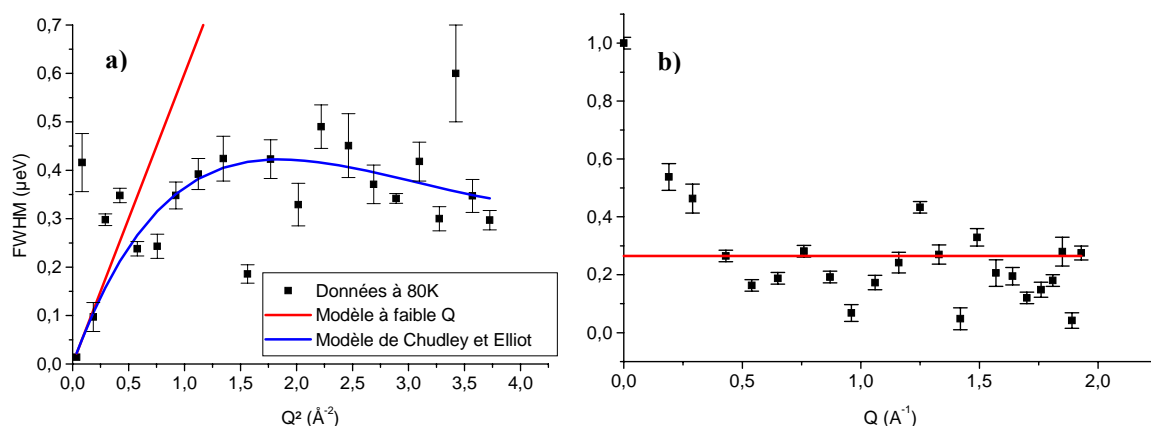 a)
FWHM (µeV)
0,7
0,6
0,5
0,4
0,3
0,2
0,1
0,0
0,0 0,5 1,0 1,5 2,0 2,5 3,0 3,5 4,0
Q² (Å⁻²)
Données à 80K
Modèle à faible Q
Modèle de Chudley et Elliot
b)
1,0
0,8
0,6
0,4
0,2
0,0
0,0 0,5 1,0 1,5 2,0
Q (A⁻¹)